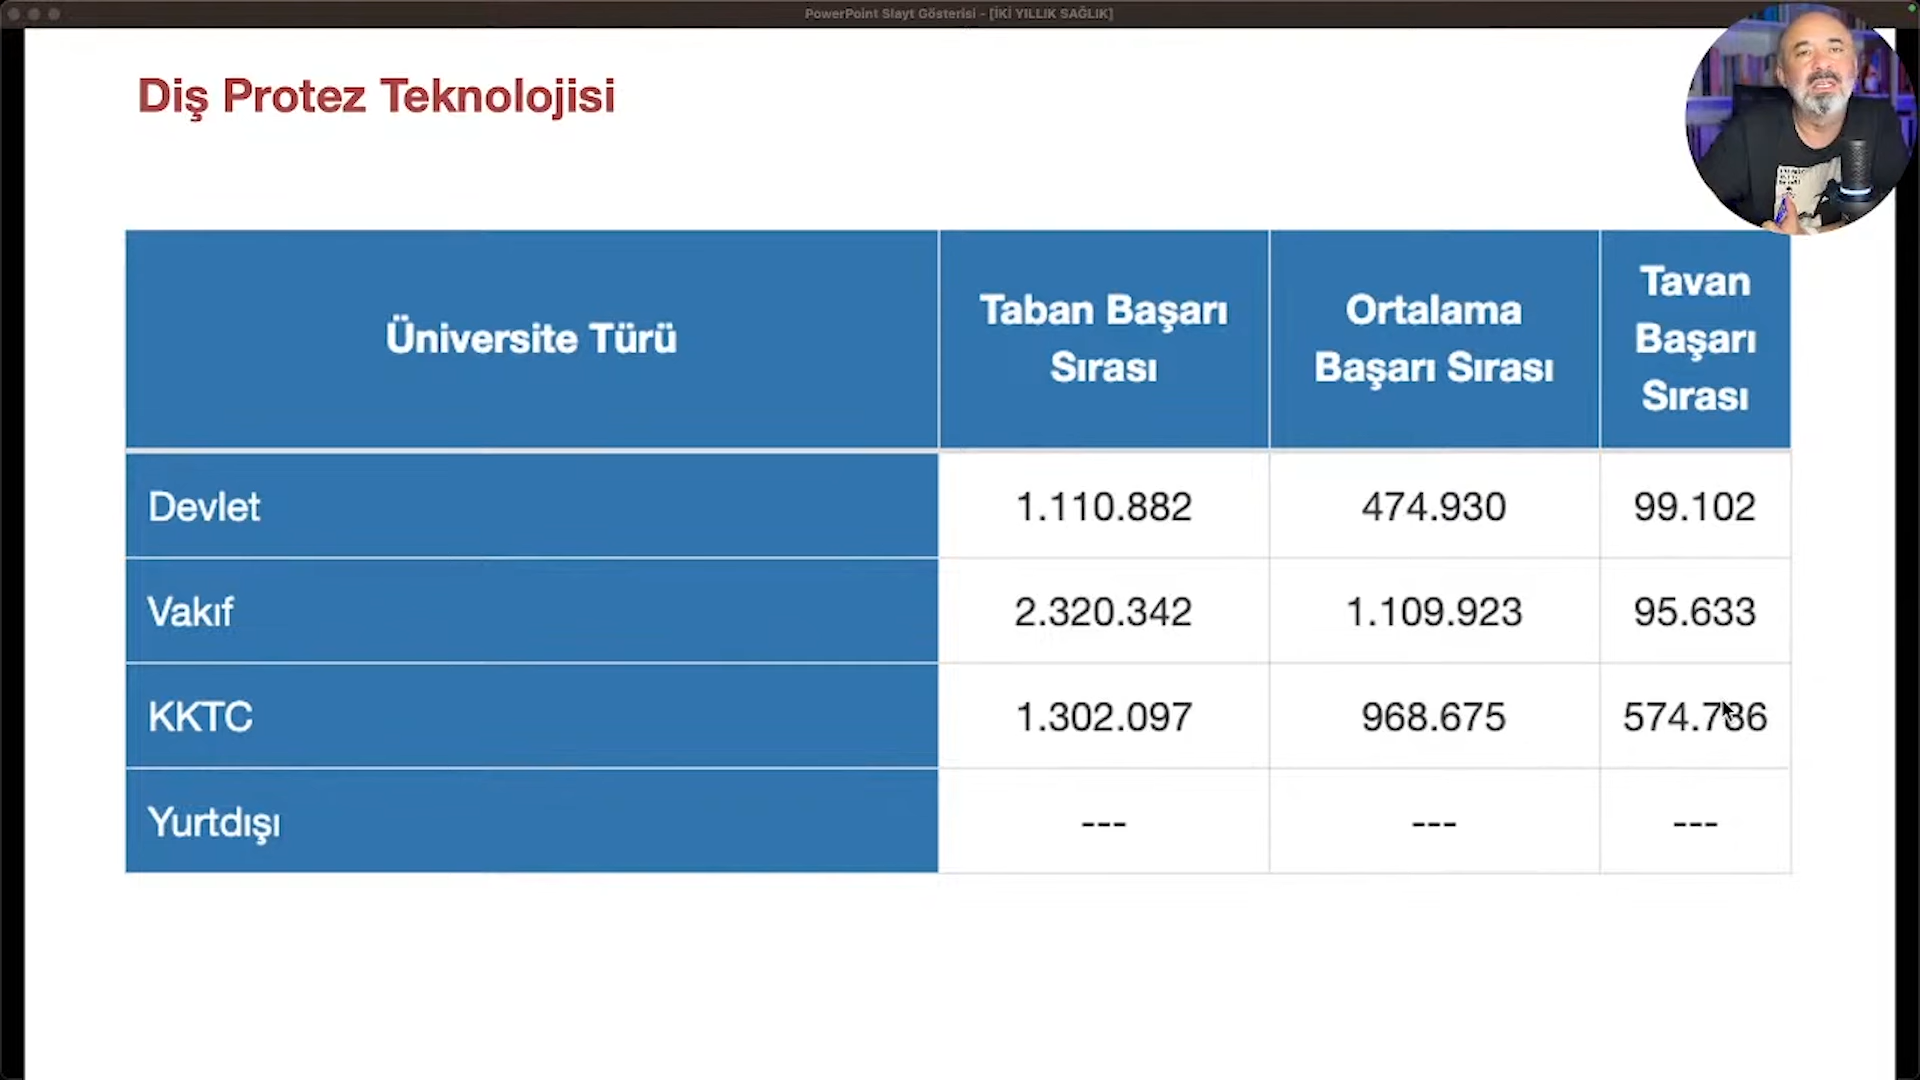 PowerPoint Slayt Gösterisi - [İKİ YILLIK SAĞLIK]
Diş Protez Teknolojisi
Üniversite Türü
Taban Başarı
Sırası
Ortalama
Başarı Sırası
Tavan
Başarı
Sırası
Devlet 1.110.882 474.930 99.102
Vakıf 2.320.342 1.109.923 95.633
KKTC 1.302.097 968.675 574.786
Yurtdışı --- --- ---